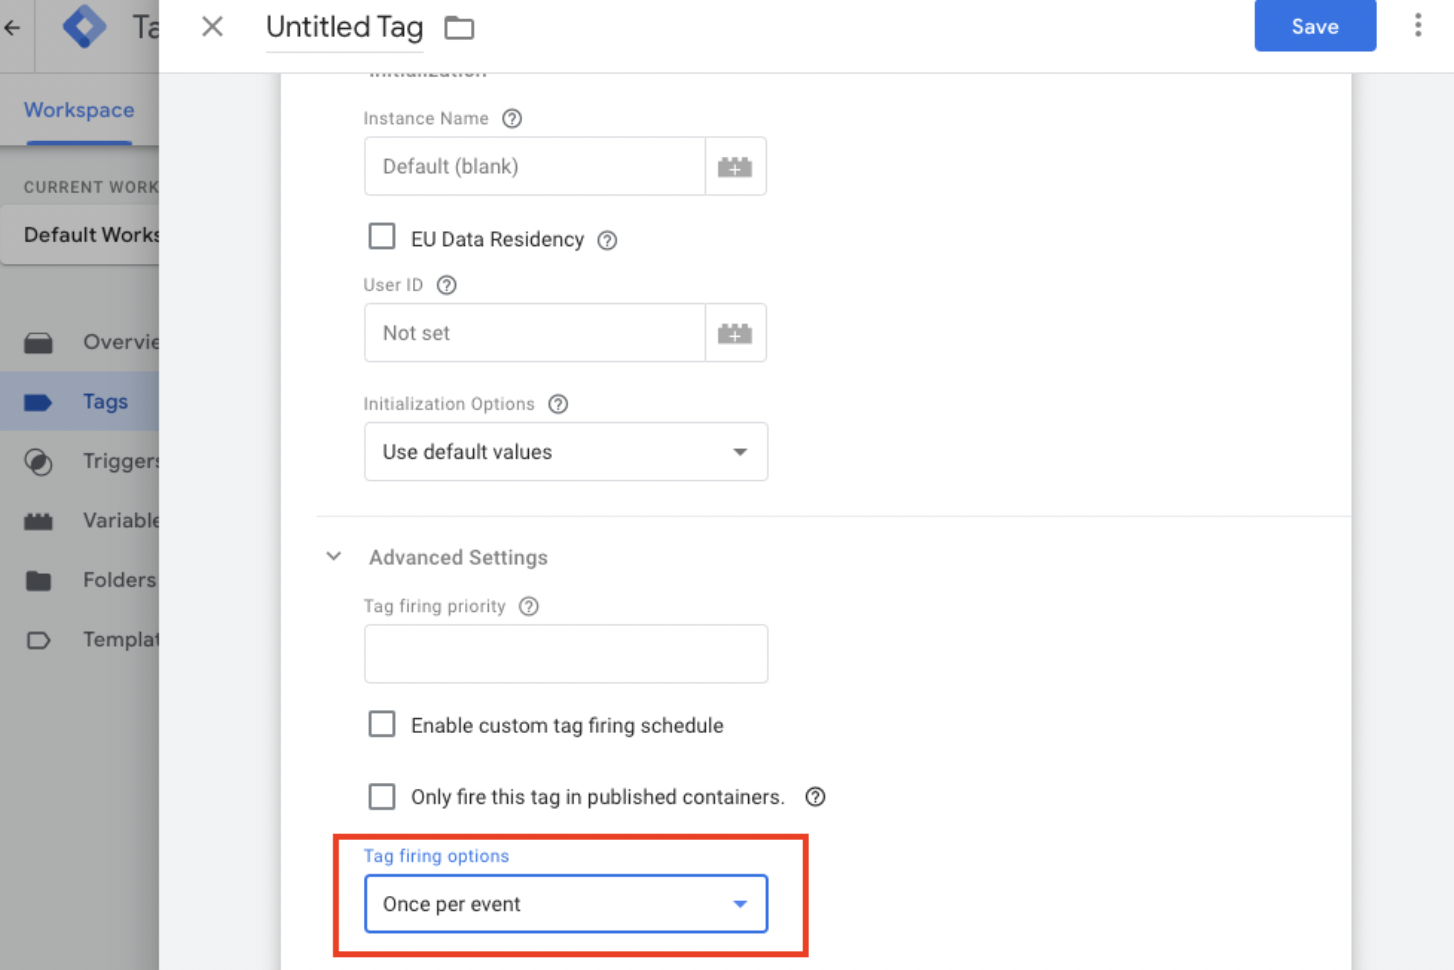 Ta
Untitled Tag
Save
Workspace
Initialization
Instance Name
Default (blank)
CURRENT WORK
Default Works
EU Data Residency
User ID
Not set
Overvie
Tags
Initialization Options
Use default values
Triggers
Variable
Advanced Settings
Folders
Tag firing priority
Templat
Enable custom tag firing schedule
Only fire this tag in published containers.
Tag firing options
Once per event